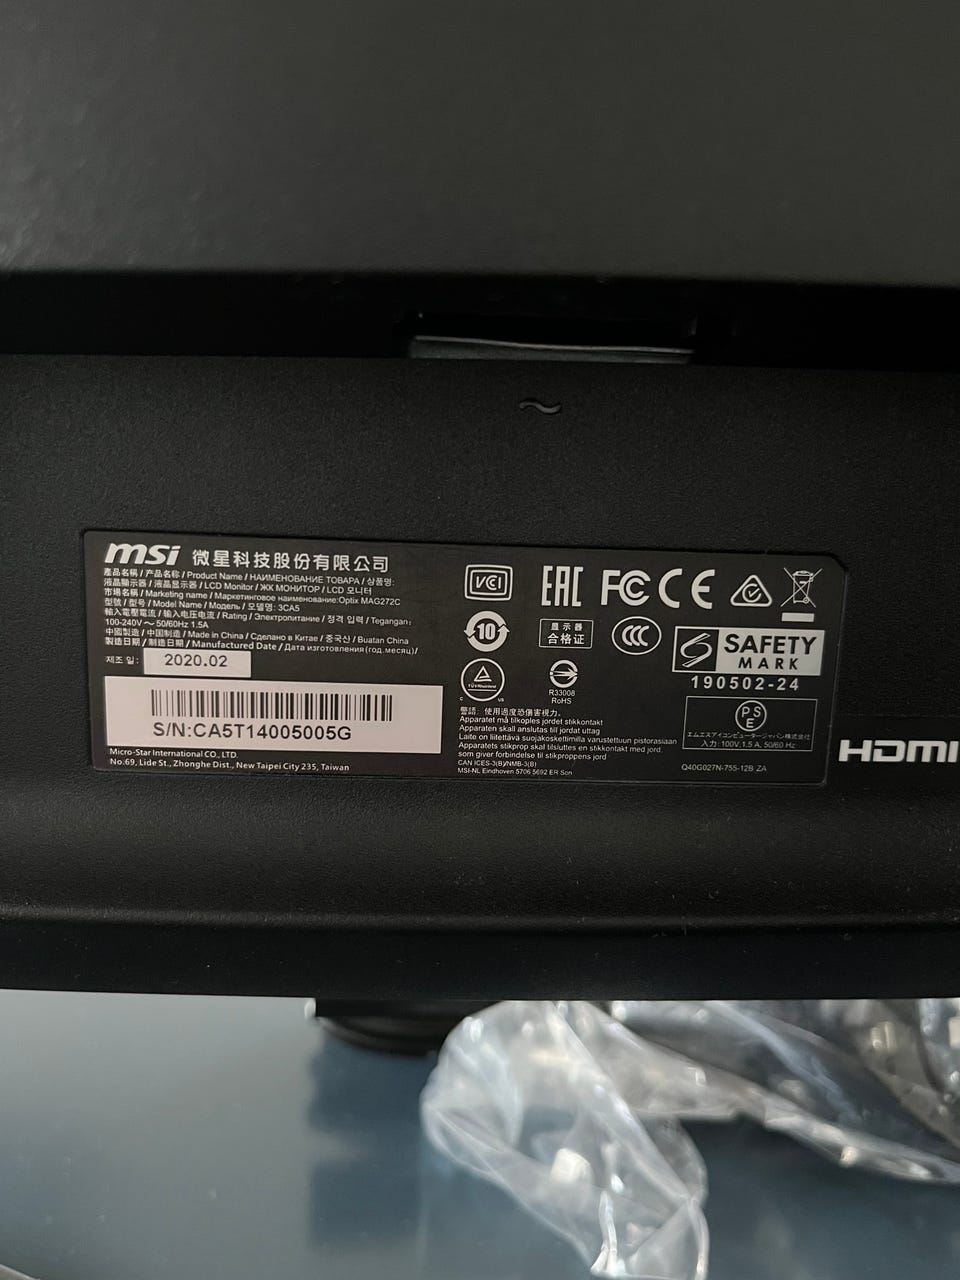 msi 微星科技股份有限公司
產品名稱 / 产品名称 / Product Name / НАИМЕНОВАНИЕ ТОВАРА / 상품명:
液晶顯示器 / 液晶显示器 / LCD Monitor / ЖК МОНИТОР / LCD 모니터
市場名稱 / Marketing name / Маркетинговое наименование:Optix MAG272C
型號 / 型号 / Model Name / Модель / 모델명: 3CA5
輸入電壓電流 / 输入电压电流 / Rating / Электропитание / 정격 입력 / Tegangan:
100-240V ～ 50/60Hz 1.5A
中國製造 / 中国制造 / Made in China / Сделано в Китае / 중국산 / Buatan China
製造日期 / 制造日期 / Manufactured Date / Дата изготовления (год.месяц) /
제조 일 : 2020.02
S/N:CA5T14005005G
Micro-Star International CO., LTD
No.69, Lide St., Zhonghe Dist., New Taipei City 235, Taiwan
VCCI
EAC FC CE
10
显示器
合格证
CCC
S SAFETY
MARK
190502-24
TÜVRheinland
C US
R33008
RoHS
警語: 使用過度恐傷害視力。
Apparatet må tilkoples jordet stikkontakt
Apparaten skall anslutas till jordat uttag
Laite on liitettävä suojakoskettimilla varustettuun pistorasiaan
Apparatets stikprop skal tilsluttes en stikkontakt med jord,
som giver forbindelse til stikproppens jord
CAN ICES-3(B)/NMB-3(B)
MSI-NL Eindhoven 5706 5692 ER Son
PS
E
エムエスアイコンピュータージャパン株式会社
入力: 100V, 1.5 A, 50/60 Hz
Q40G027N-755-12B ZA
HDMI